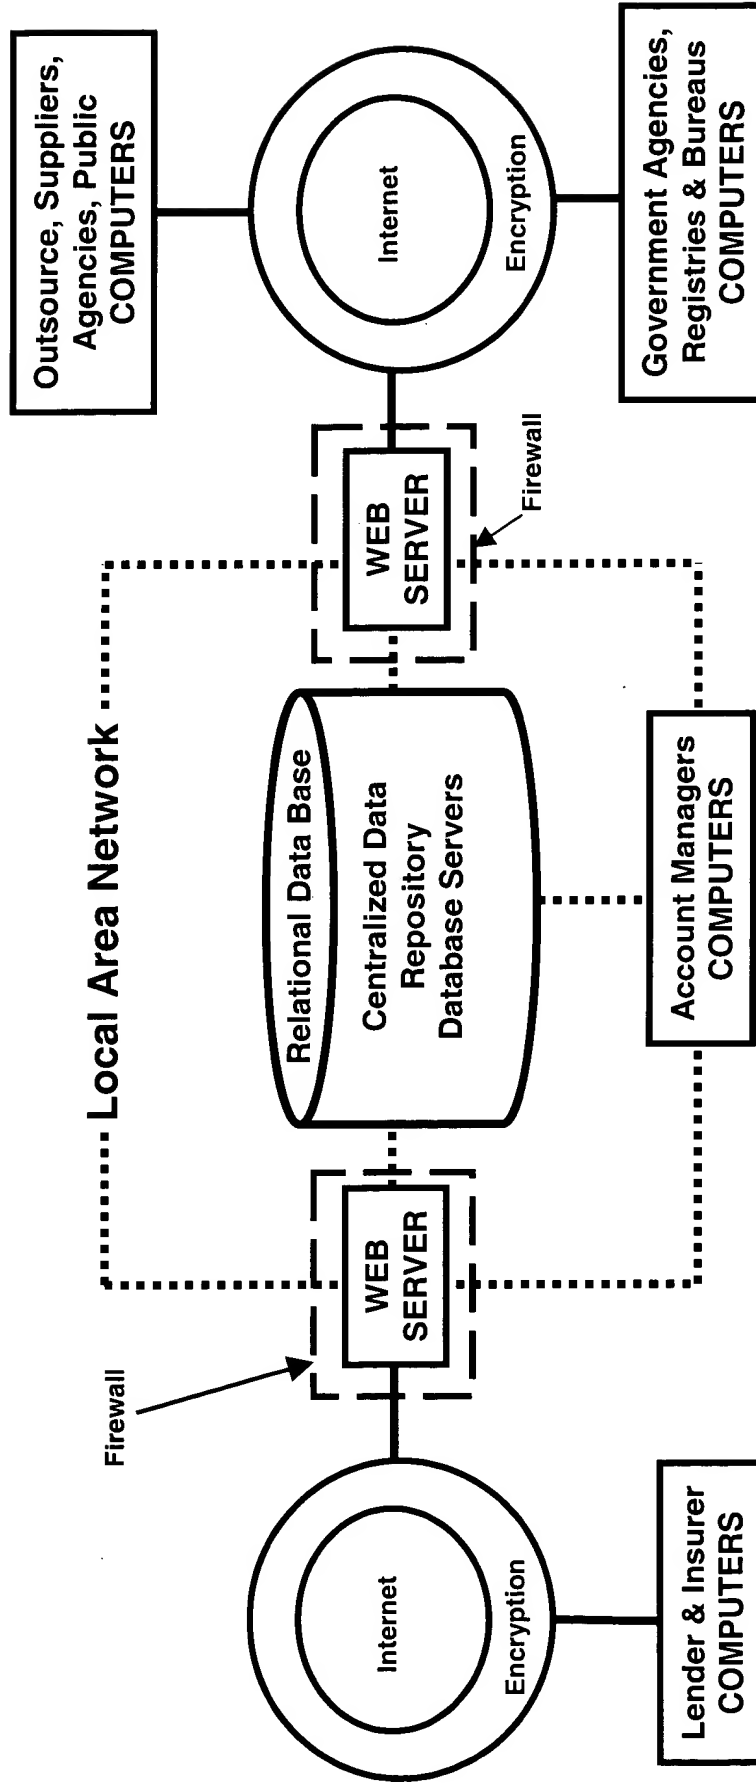 Local Area Network
Firewall
Internet
Encryption
Lender & Insurer
COMPUTERS
WEB
SERVER
Relational Data Base
Centralized Data
Repository
Database Servers
Account Managers
COMPUTERS
WEB
SERVER
Firewall
Internet
Encryption
Outsource, Suppliers,
Agencies, Public
COMPUTERS
Government Agencies,
Registries & Bureaus
COMPUTERS